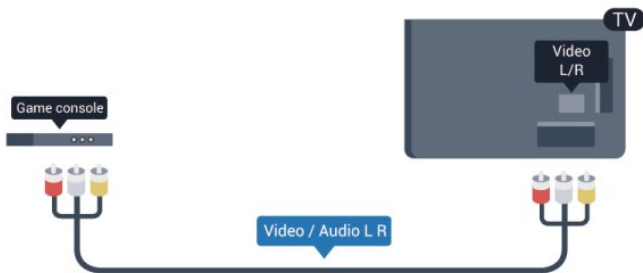 TV
Video
L/R
Game console
Video / Audio L R